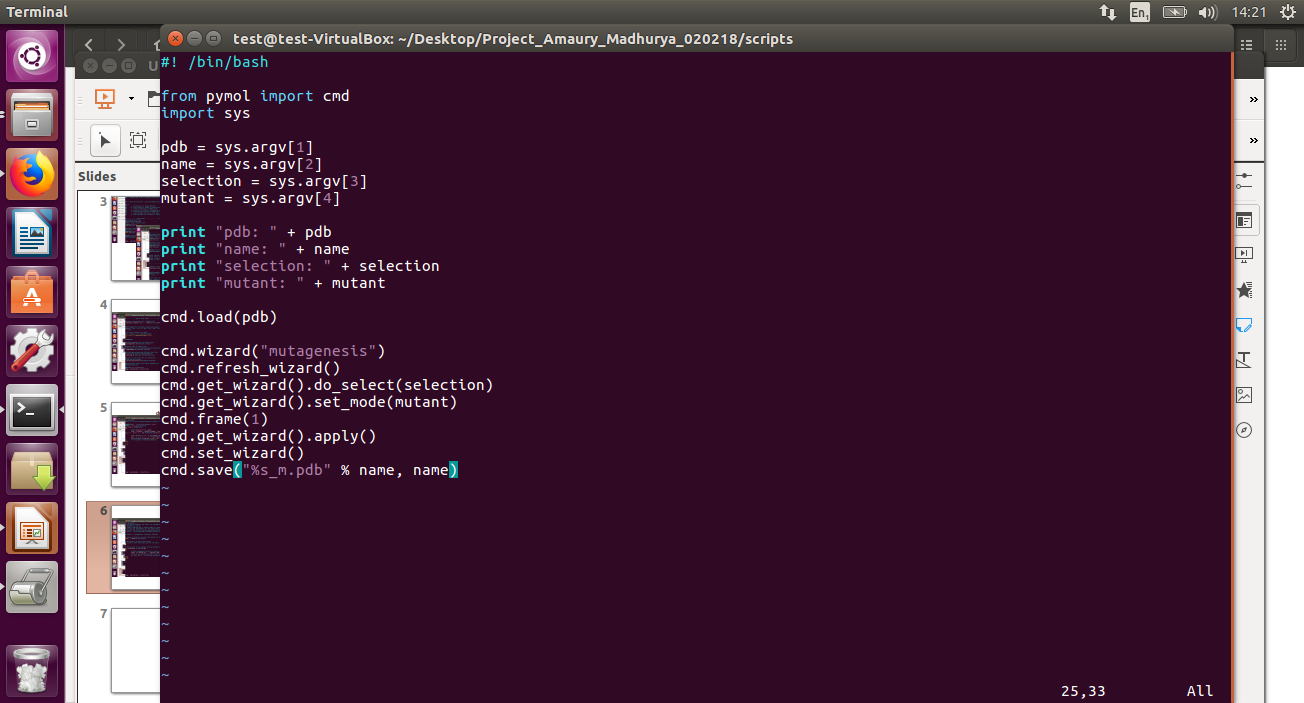 Terminal
En1
14:21
test@test-VirtualBox: ~/Desktop/Project_Amaury_Madhurya_020218/scripts
U
#! /bin/bash
from pymol import cmd
import sys
pdb = sys.argv[1]
name = sys.argv[2]
selection = sys.argv[3]
mutant = sys.argv[4]
print "pdb: " + pdb
print "name: " + name
print "selection: " + selection
print "mutant: " + mutant
cmd.load(pdb)
cmd.wizard("mutagenesis")
cmd.refresh_wizard()
cmd.get_wizard().do_select(selection)
cmd.get_wizard().set_mode(mutant)
cmd.frame(1)
cmd.get_wizard().apply()
cmd.set_wizard()
cmd.save("%s_m.pdb" % name, name)
~
~
~
~
~
~
~
~
~
~
~
~
25,33 All
Slides
3
4
5
6
7